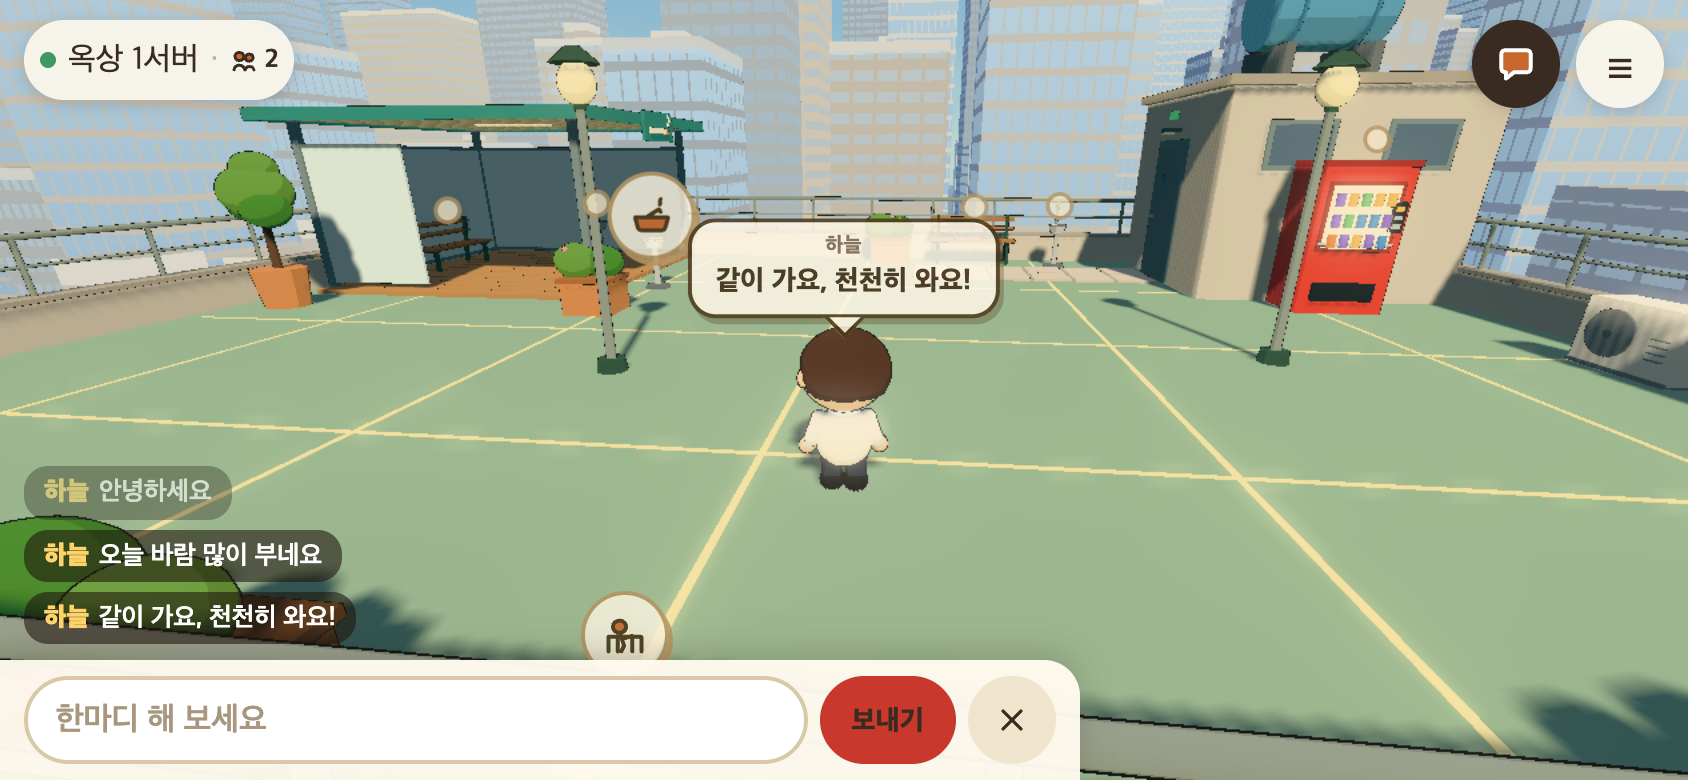 옥상 1서버 · 2
하늘
같이 가요, 천천히 와요!
하늘 안녕하세요
하늘 오늘 바람 많이 부네요
하늘 같이 가요, 천천히 와요!
한마디 해 보세요
보내기